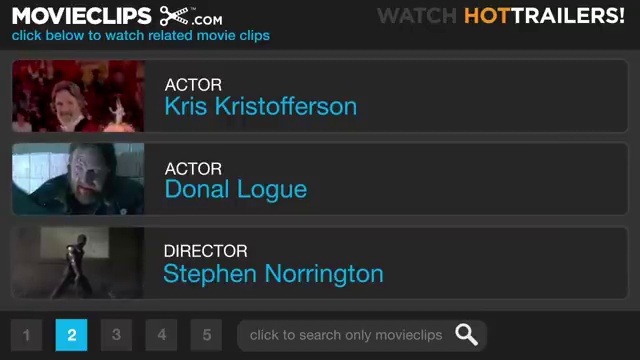 MOVIECLIPS .COM
WATCH HOTTRAILERS!
click below to watch related movie clips
ACTOR
Kris Kristofferson
ACTOR
Donal Logue
DIRECTOR
Stephen Norrington
1 2 3 4 5 click to search only movieclips